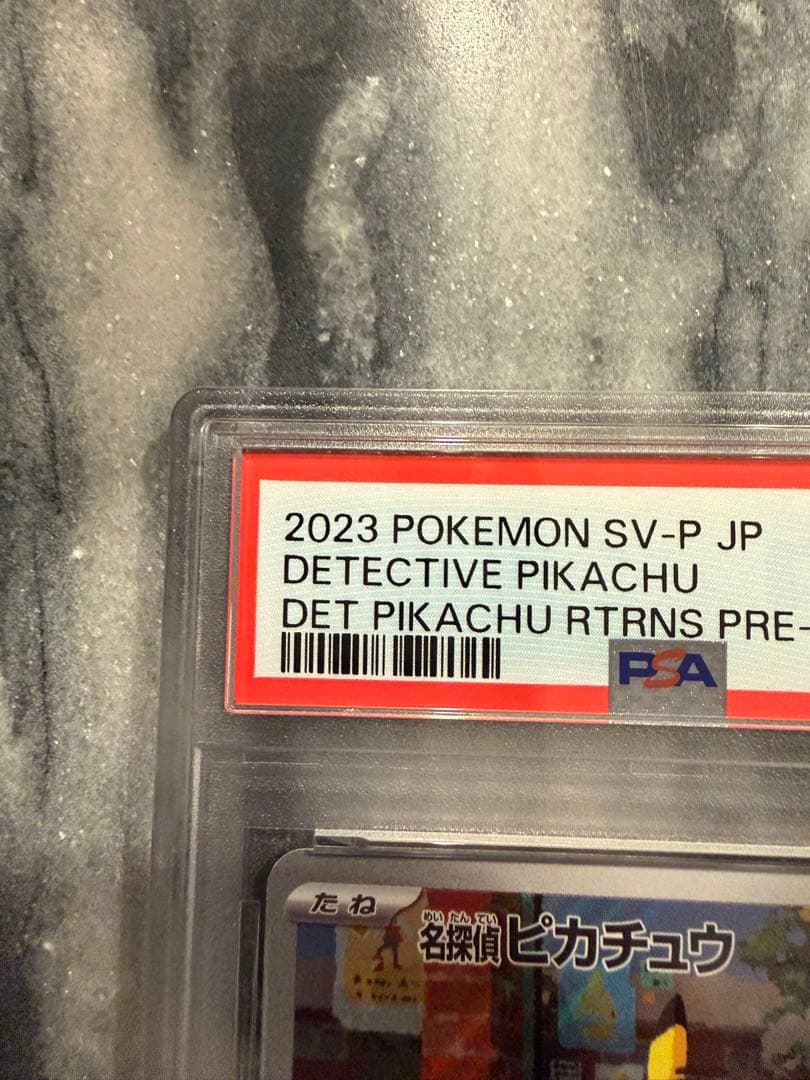 2023 POKEMON SV-P JP
DETECTIVE PIKACHU
DET PIKACHU RTRNS PRE-
PSA
たね
めいたんてい
名探偵ピカチュウ